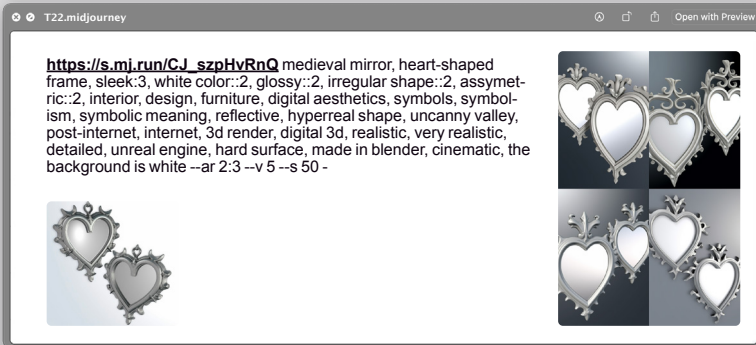 T22.midjourney
Open with Preview
https://s.mj.run/CJ_szpHvRnQ medieval mirror, heart-shaped
frame, sleek:3, white color::2, glossy::2, irregular shape::2, assymet-
ric::2, interior, design, furniture, digital aesthetics, symbols, symbol-
ism, symbolic meaning, reflective, hyperreal shape, uncanny valley,
post-internet, internet, 3d render, digital 3d, realistic, very realistic,
detailed, unreal engine, hard surface, made in blender, cinematic, the
background is white --ar 2:3 --v 5 --s 50 -